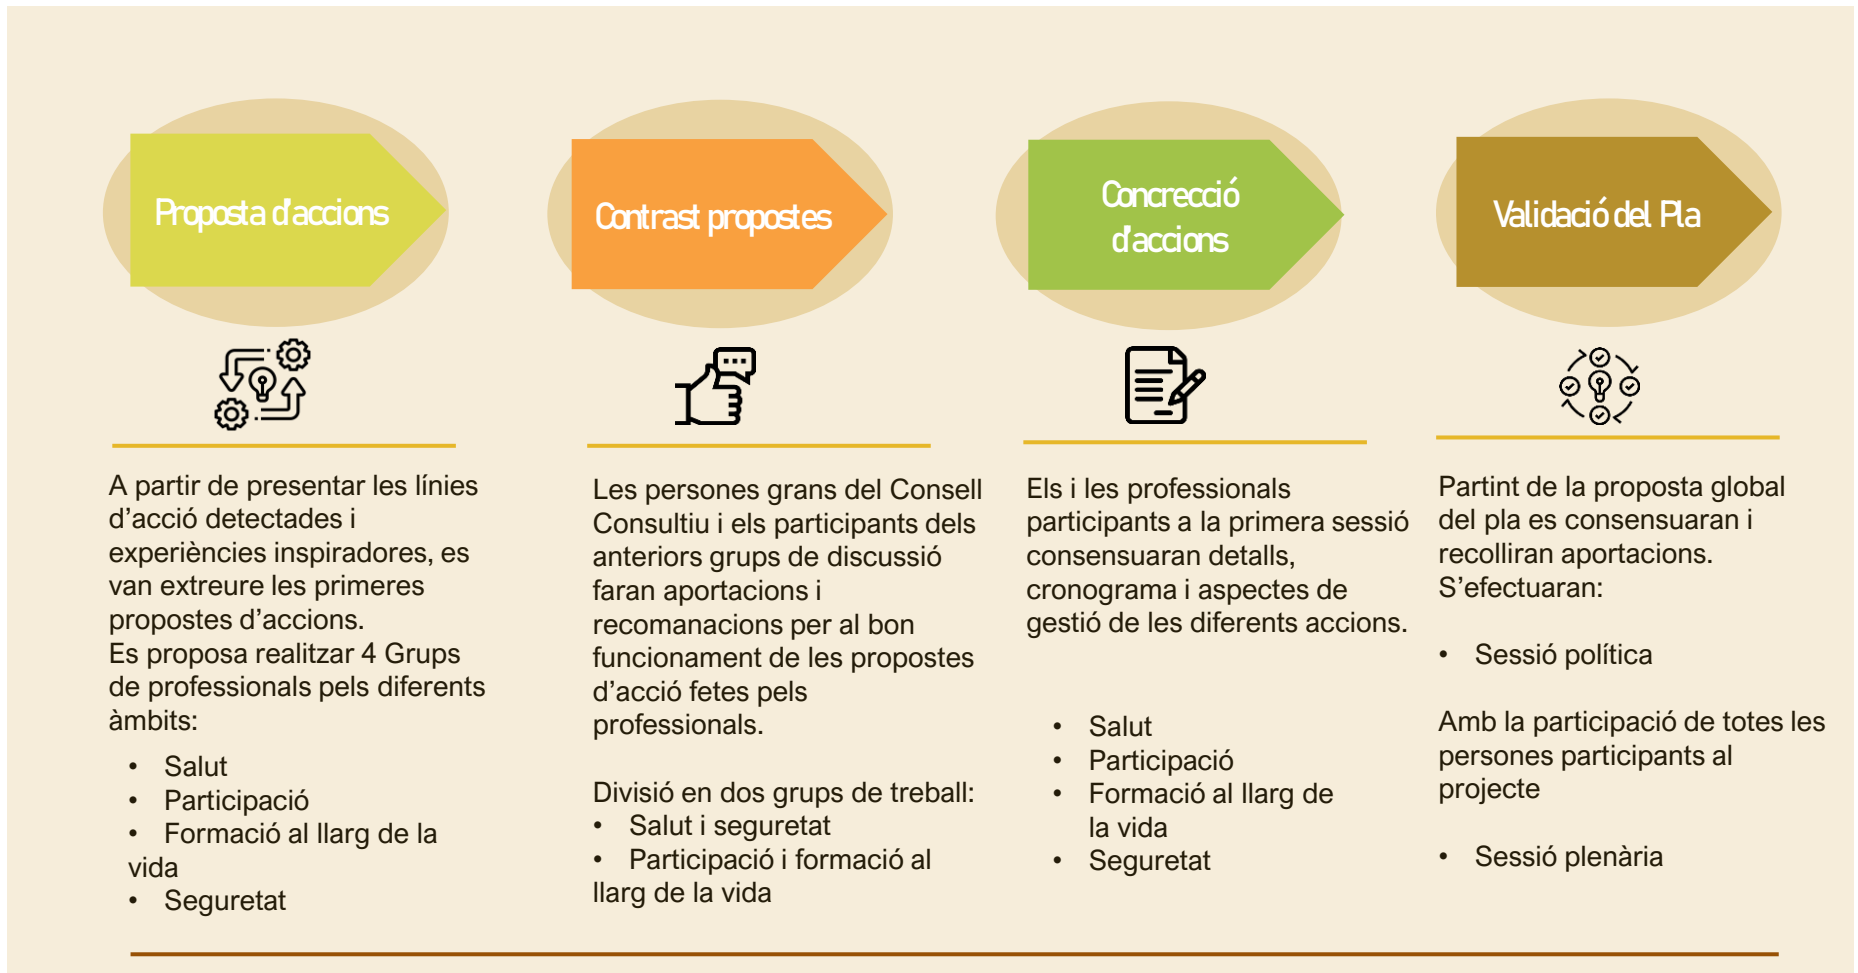 Proposta d'accions
A partir de presentar les línies
d’acció detectades i
experiències inspiradores, es
van extreure les primeres
propostes d’accions.
Es proposa realitzar 4 Grups
de professionals pels diferents
àmbits:
• Salut
• Participació
• Formació al llarg de la
vida
• Seguretat
Contrast propostes
Les persones grans del Consell
Consultiu i els participants dels
anteriors grups de discussió
faran aportacions i
recomanacions per al bon
funcionament de les propostes
d’acció fetes pels
professionals.
Divisió en dos grups de treball:
• Salut i seguretat
• Participació i formació al
llarg de la vida
Concrecció
d'accions
Els i les professionals
participants a la primera sessió
consensuaran detalls,
cronograma i aspectes de
gestió de les diferents accions.
• Salut
• Participació
• Formació al llarg de
la vida
• Seguretat
Validació del Pla
Partint de la proposta global
del pla es consensuaran i
recolliran aportacions.
S’efectuaran:
• Sessió política
Amb la participació de totes les
persones participants al
projecte
• Sessió plenària